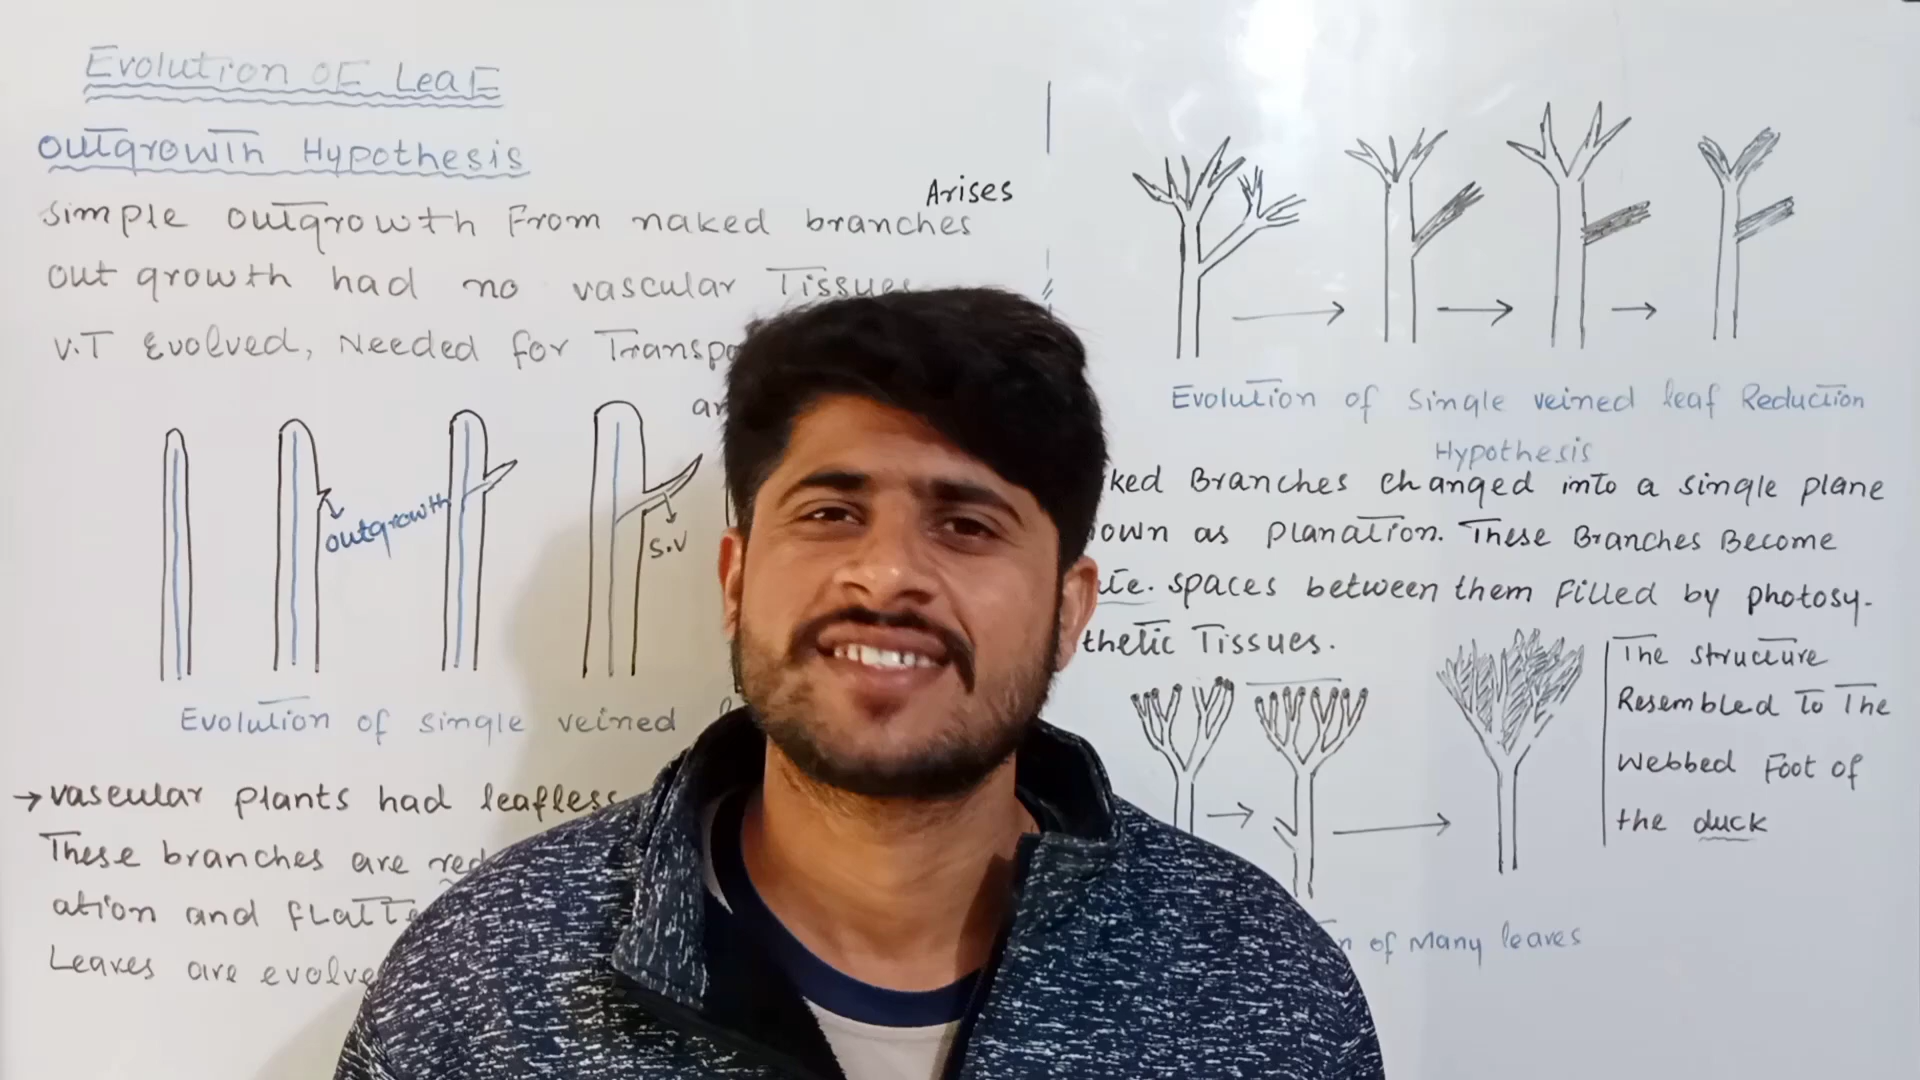 Evolution of Leaf
Outgrowth Hypothesis
Arises
simple outgrowth From naked branches
out growth had no vascular Tissues
V.T Evolved, Needed for
outgrowth
S.V
Evolution of single veined
→ vascular plants had leafless
These branches are
ation and
Leaves are
Evolution of single veined leaf Reduction
Hypothesis
Branches changed into a single plane
as planation. These Branches Become
spaces between them filled by photosy-
thetic Tissues.
The structure
Resembled To The
webbed Foot of
the duck
of Many leaves